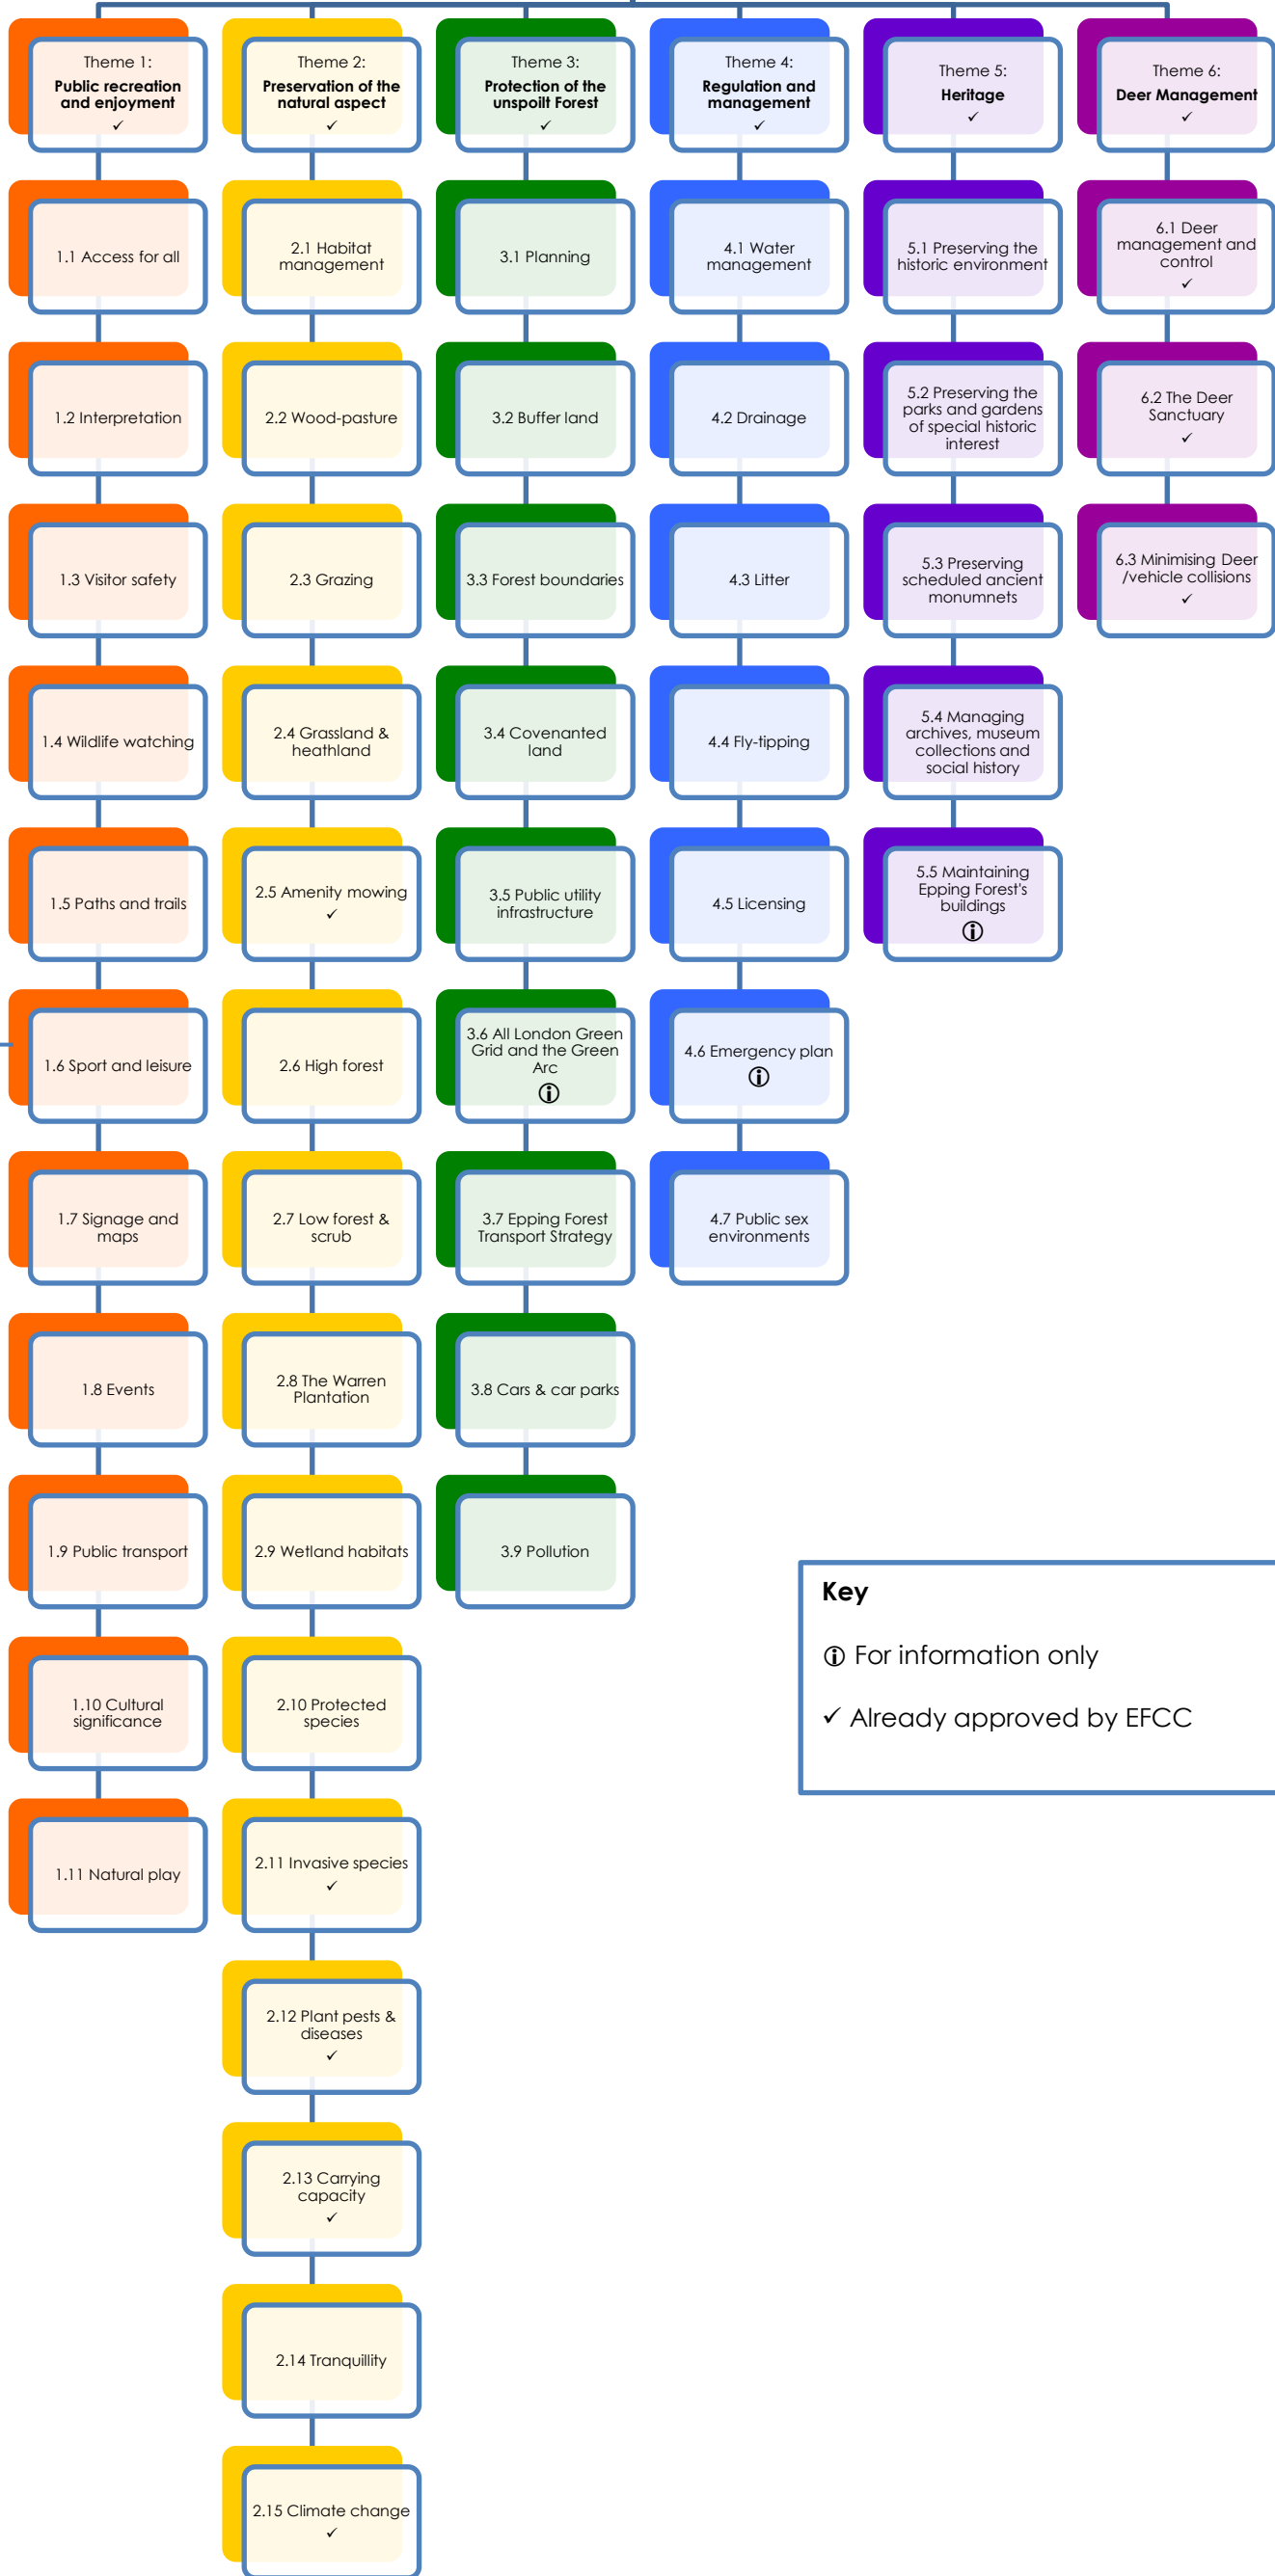 Theme 1:
Public recreation
and enjoyment
✓
1.1 Access for all
1.2 Interpretation
1.3 Visitor safety
1.4 Wildlife watching
1.5 Paths and trails
1.6 Sport and leisure
1.7 Signage and
maps
1.8 Events
1.9 Public transport
1.10 Cultural
significance
1.11 Natural play
Theme 2:
Preservation of the
natural aspect
✓
2.1 Habitat
management
2.2 Wood-pasture
2.3 Grazing
2.4 Grassland &
heathland
2.5 Amenity mowing
✓
2.6 High forest
2.7 Low forest &
scrub
2.8 The Warren
Plantation
2.9 Wetland habitats
2.10 Protected
species
2.11 Invasive species
✓
2.12 Plant pests &
diseases
✓
2.13 Carrying
capacity
✓
2.14 Tranquillity
2.15 Climate change
✓
Theme 3:
Protection of the
unspoilt Forest
✓
3.1 Planning
3.2 Buffer land
3.3 Forest boundaries
3.4 Covenanted
land
3.5 Public utility
infrastructure
3.6 All London Green
Grid and the Green
Arc
🛈
3.7 Epping Forest
Transport Strategy
3.8 Cars & car parks
3.9 Pollution
Theme 4:
Regulation and
management
✓
4.1 Water
management
4.2 Drainage
4.3 Litter
4.4 Fly-tipping
4.5 Licensing
4.6 Emergency plan
🛈
4.7 Public sex
environments
Theme 5:
Heritage
✓
5.1 Preserving the
historic environment
5.2 Preserving the
parks and gardens
of special historic
interest
5.3 Preserving
scheduled ancient
monumnets
5.4 Managing
archives, museum
collections and
social history
5.5 Maintaining
Epping Forest's
buildings
🛈
Theme 6:
Deer Management
✓
6.1 Deer
management and
control
✓
6.2 The Deer
Sanctuary
✓
6.3 Minimising Deer
/vehicle collisions
✓
Key
🛈 For information only
✓ Already approved by EFCC